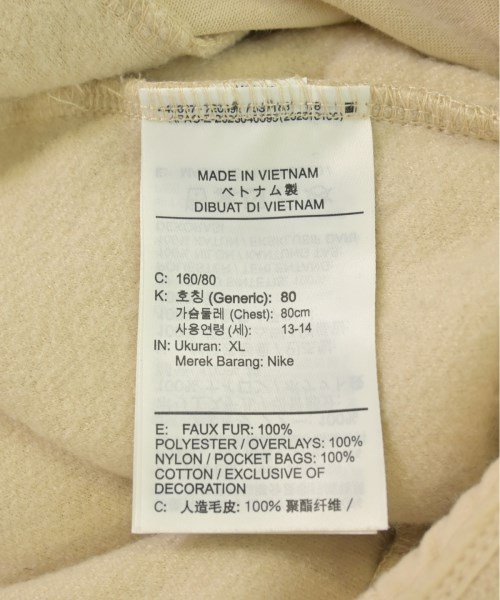 MADE IN VIETNAM
ベトナム製
DIBUAT DI VIETNAM
C: 160/80
K: 호칭 (Generic): 80
가슴둘레 (Chest): 80cm
사용연령 (세): 13-14
IN: Ukuran: XL
Merek Barang: Nike
E: FAUX FUR: 100%
POLYESTER / OVERLAYS: 100%
NYLON / POCKET BAGS: 100%
COTTON / EXCLUSIVE OF
DECORATION
C: 人造毛皮: 100% 聚酯纤维 /